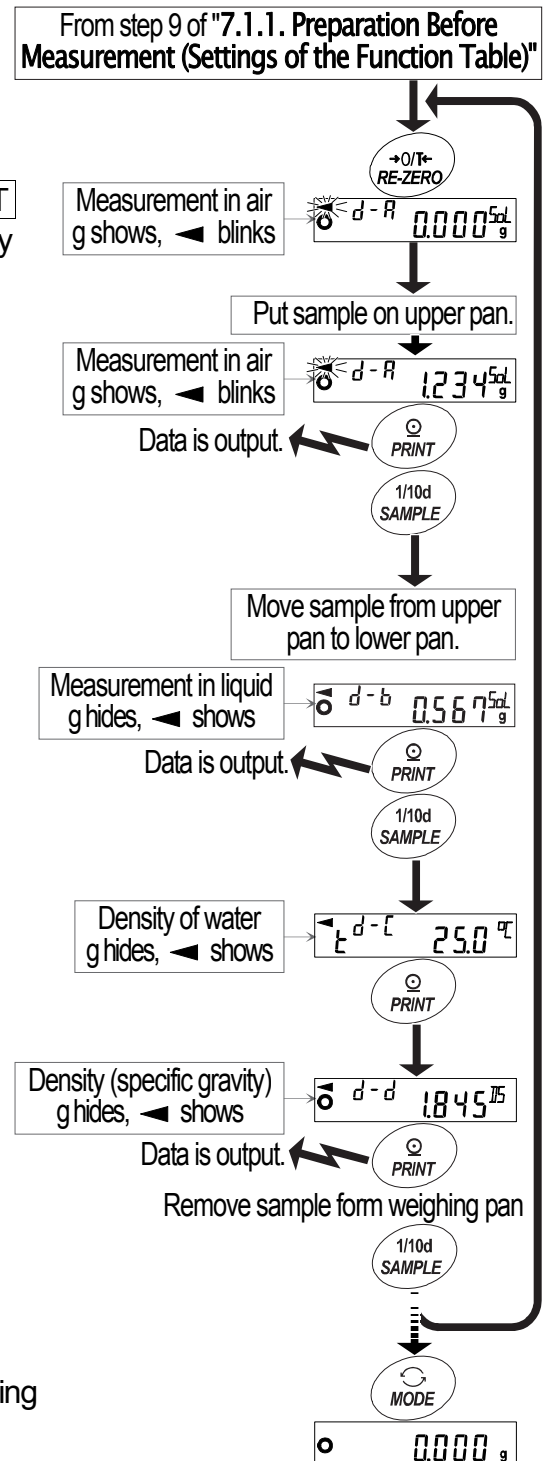 From step 9 of "7.1.1. Preparation Before
Measurement (Settings of the Function Table)"
→0/T←
RE-ZERO
T
y
Measurement in air
g shows, ◄ blinks
d-A 0.000 Sol g
Put sample on upper pan.
Measurement in air
g shows, ◄ blinks
d-A 1.234 Sol g
Data is output.
PRINT
1/10d
SAMPLE
Move sample from upper
pan to lower pan.
Measurement in liquid
g hides, ◄ shows
d-b 0.567 Sol g
Data is output.
PRINT
1/10d
SAMPLE
Density of water
g hides, ◄ shows
t d-C 25.0 °C
PRINT
Density (specific gravity)
g hides, ◄ shows
d-d 1.845 DS
Data is output.
PRINT
Remove sample form weighing pan
1/10d
SAMPLE
MODE
ing
0.000 g